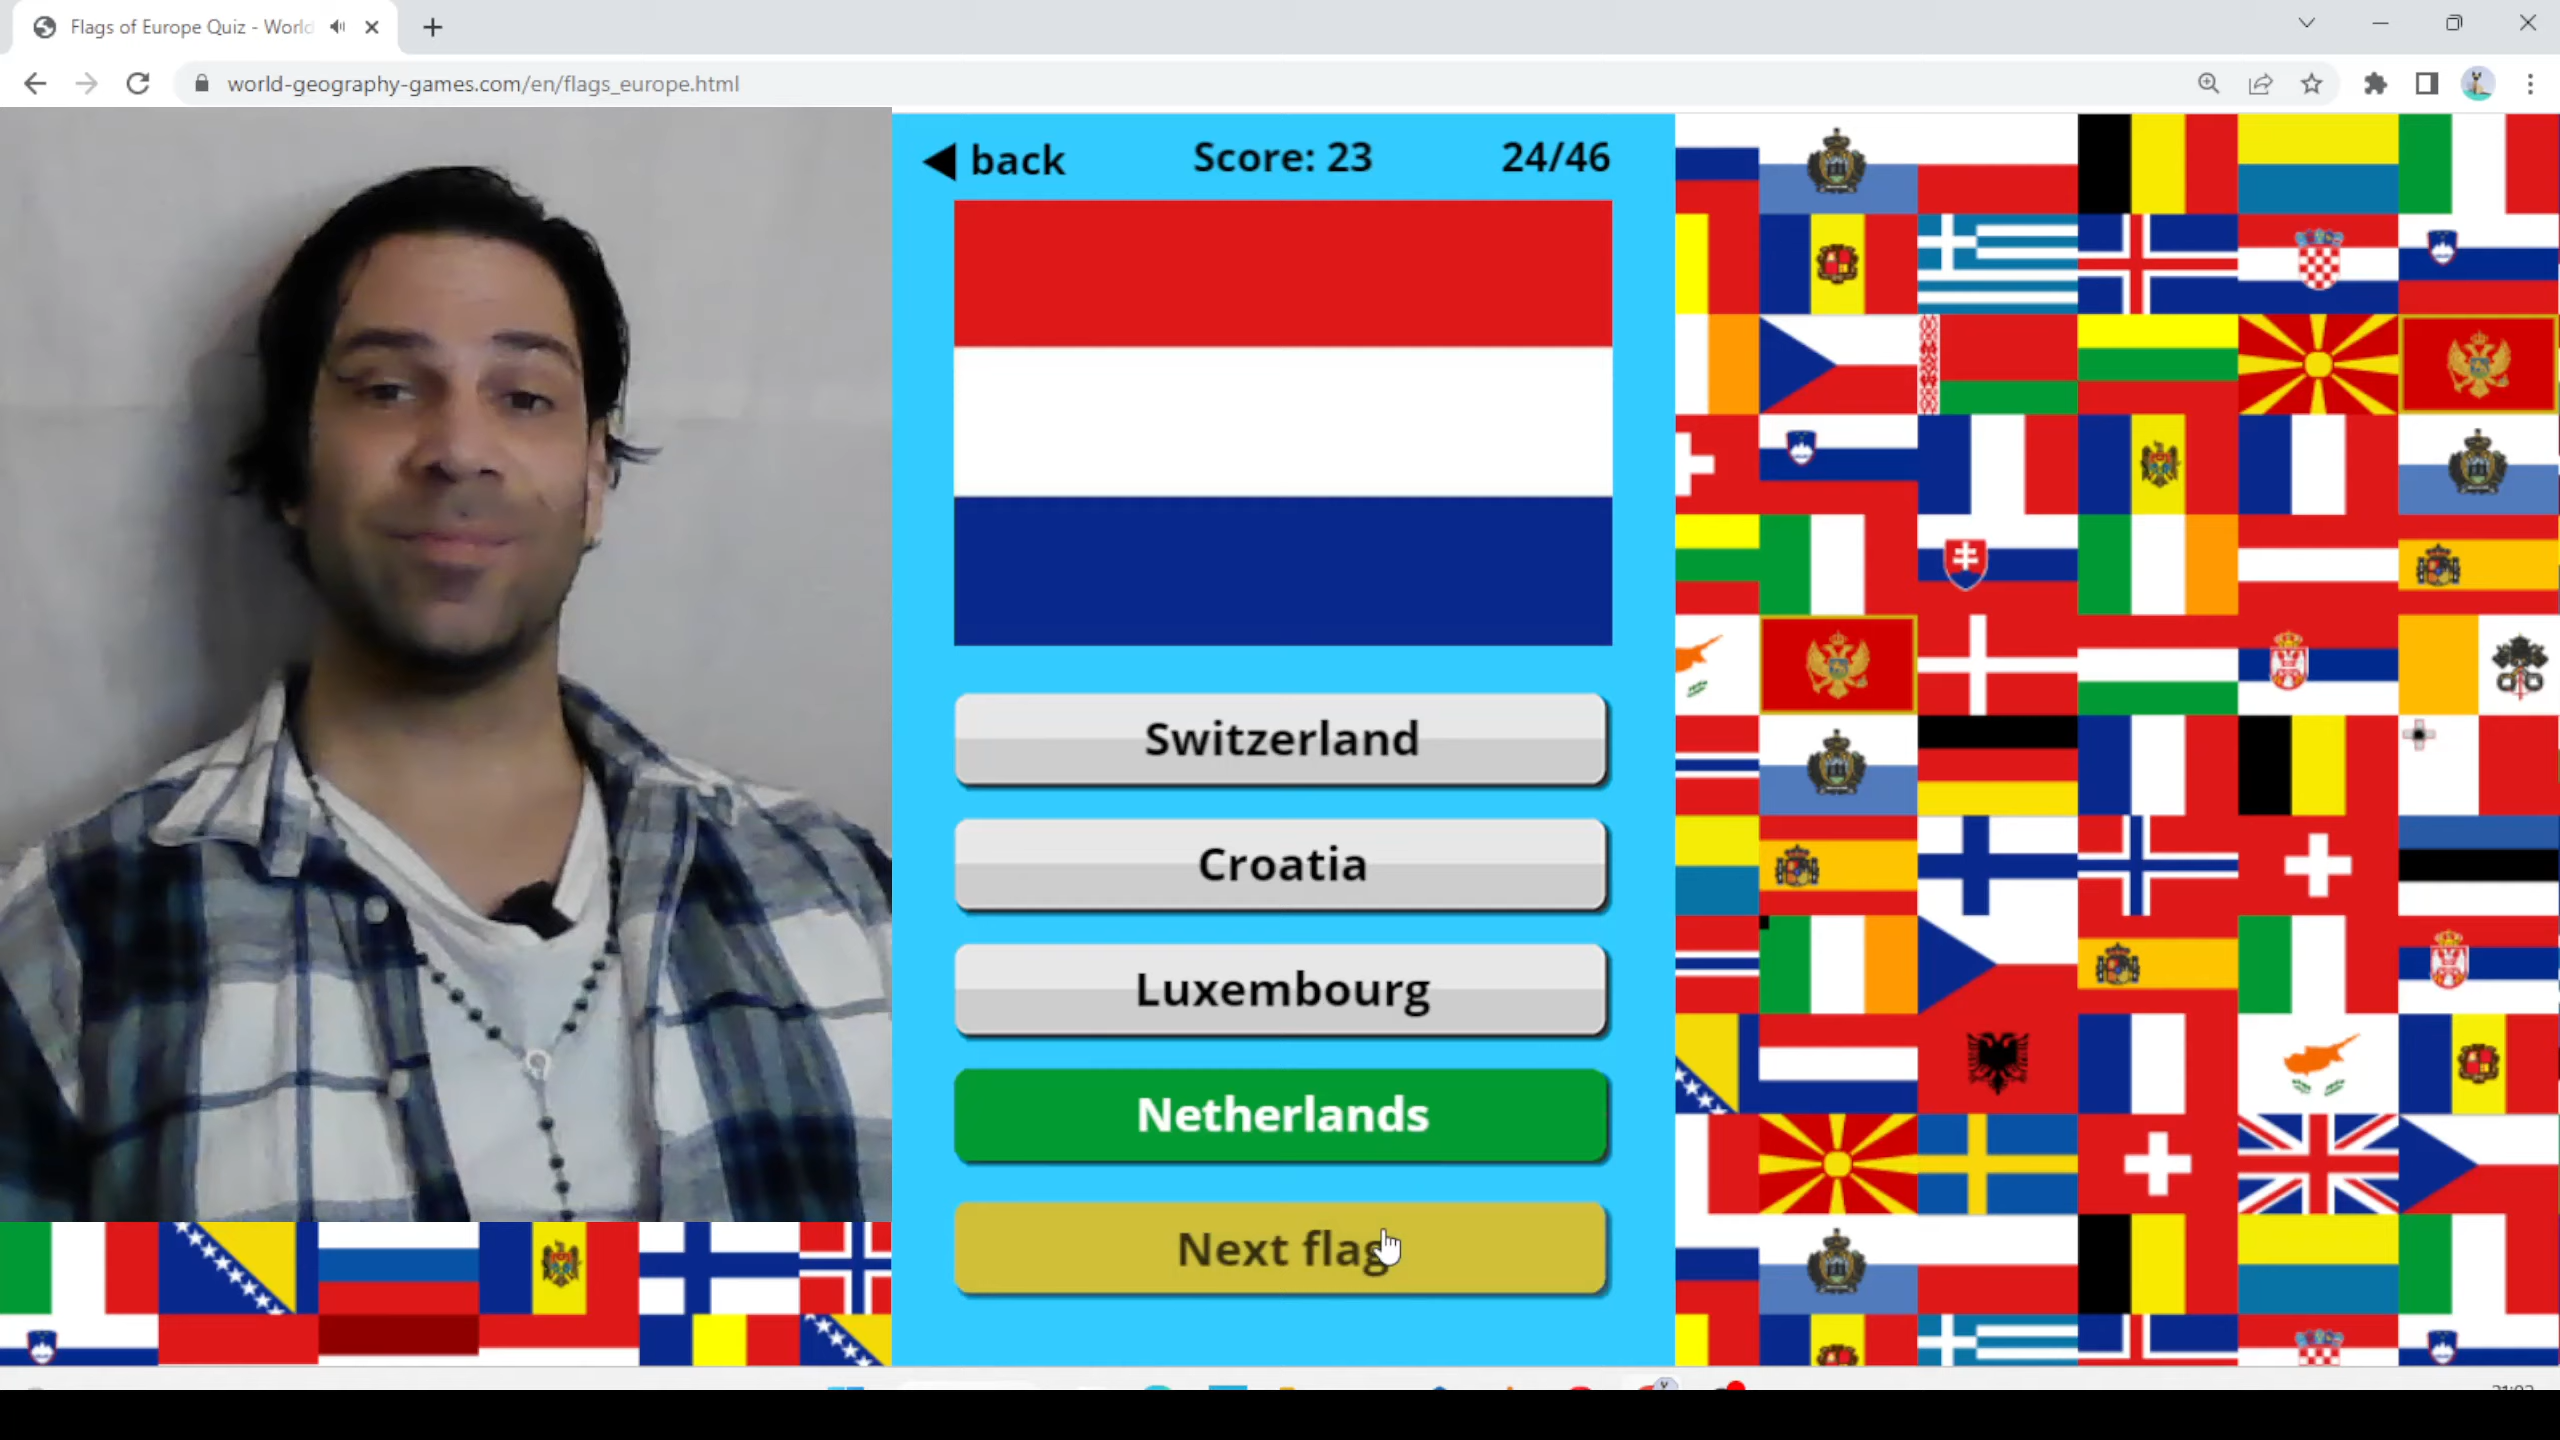 Flags of Europe Quiz - World
world-geography-games.com/en/flags_europe.html
back
Score: 23
24/46
Switzerland
Croatia
Luxembourg
Netherlands
Next flag